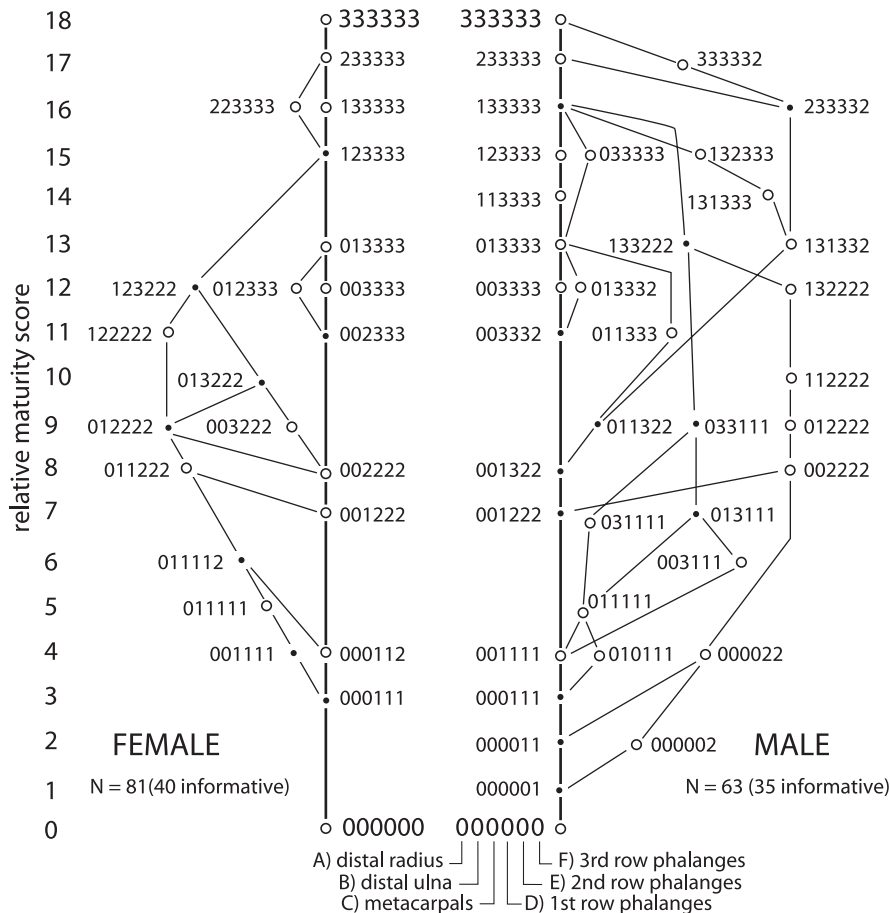 18 333333 333333
17 233333 233333 333332
16 223333 133333 133333 233332
15 123333 123333 033333 132333
14 113333 131333
13 013333 013333 133222 131332
12 123222 012333 003333 003333 013332 132222
11 122222 002333 003332 011333
10 013222 112222
9 012222 003222 011322 033111 012222
8 011222 002222 001322 002222
7 001222 001222 031111 013111
6 011112 003111
5 011111 011111
4 001111 000112 001111 010111 000022
3 000111 000111
2 FEMALE 000011 000002 MALE
1 N = 81(40 informative) 000001 N = 63 (35 informative)
0 000000 000000
relative maturity score
A) distal radius F) 3rd row phalanges
B) distal ulna E) 2nd row phalanges
C) metacarpals D) 1st row phalanges